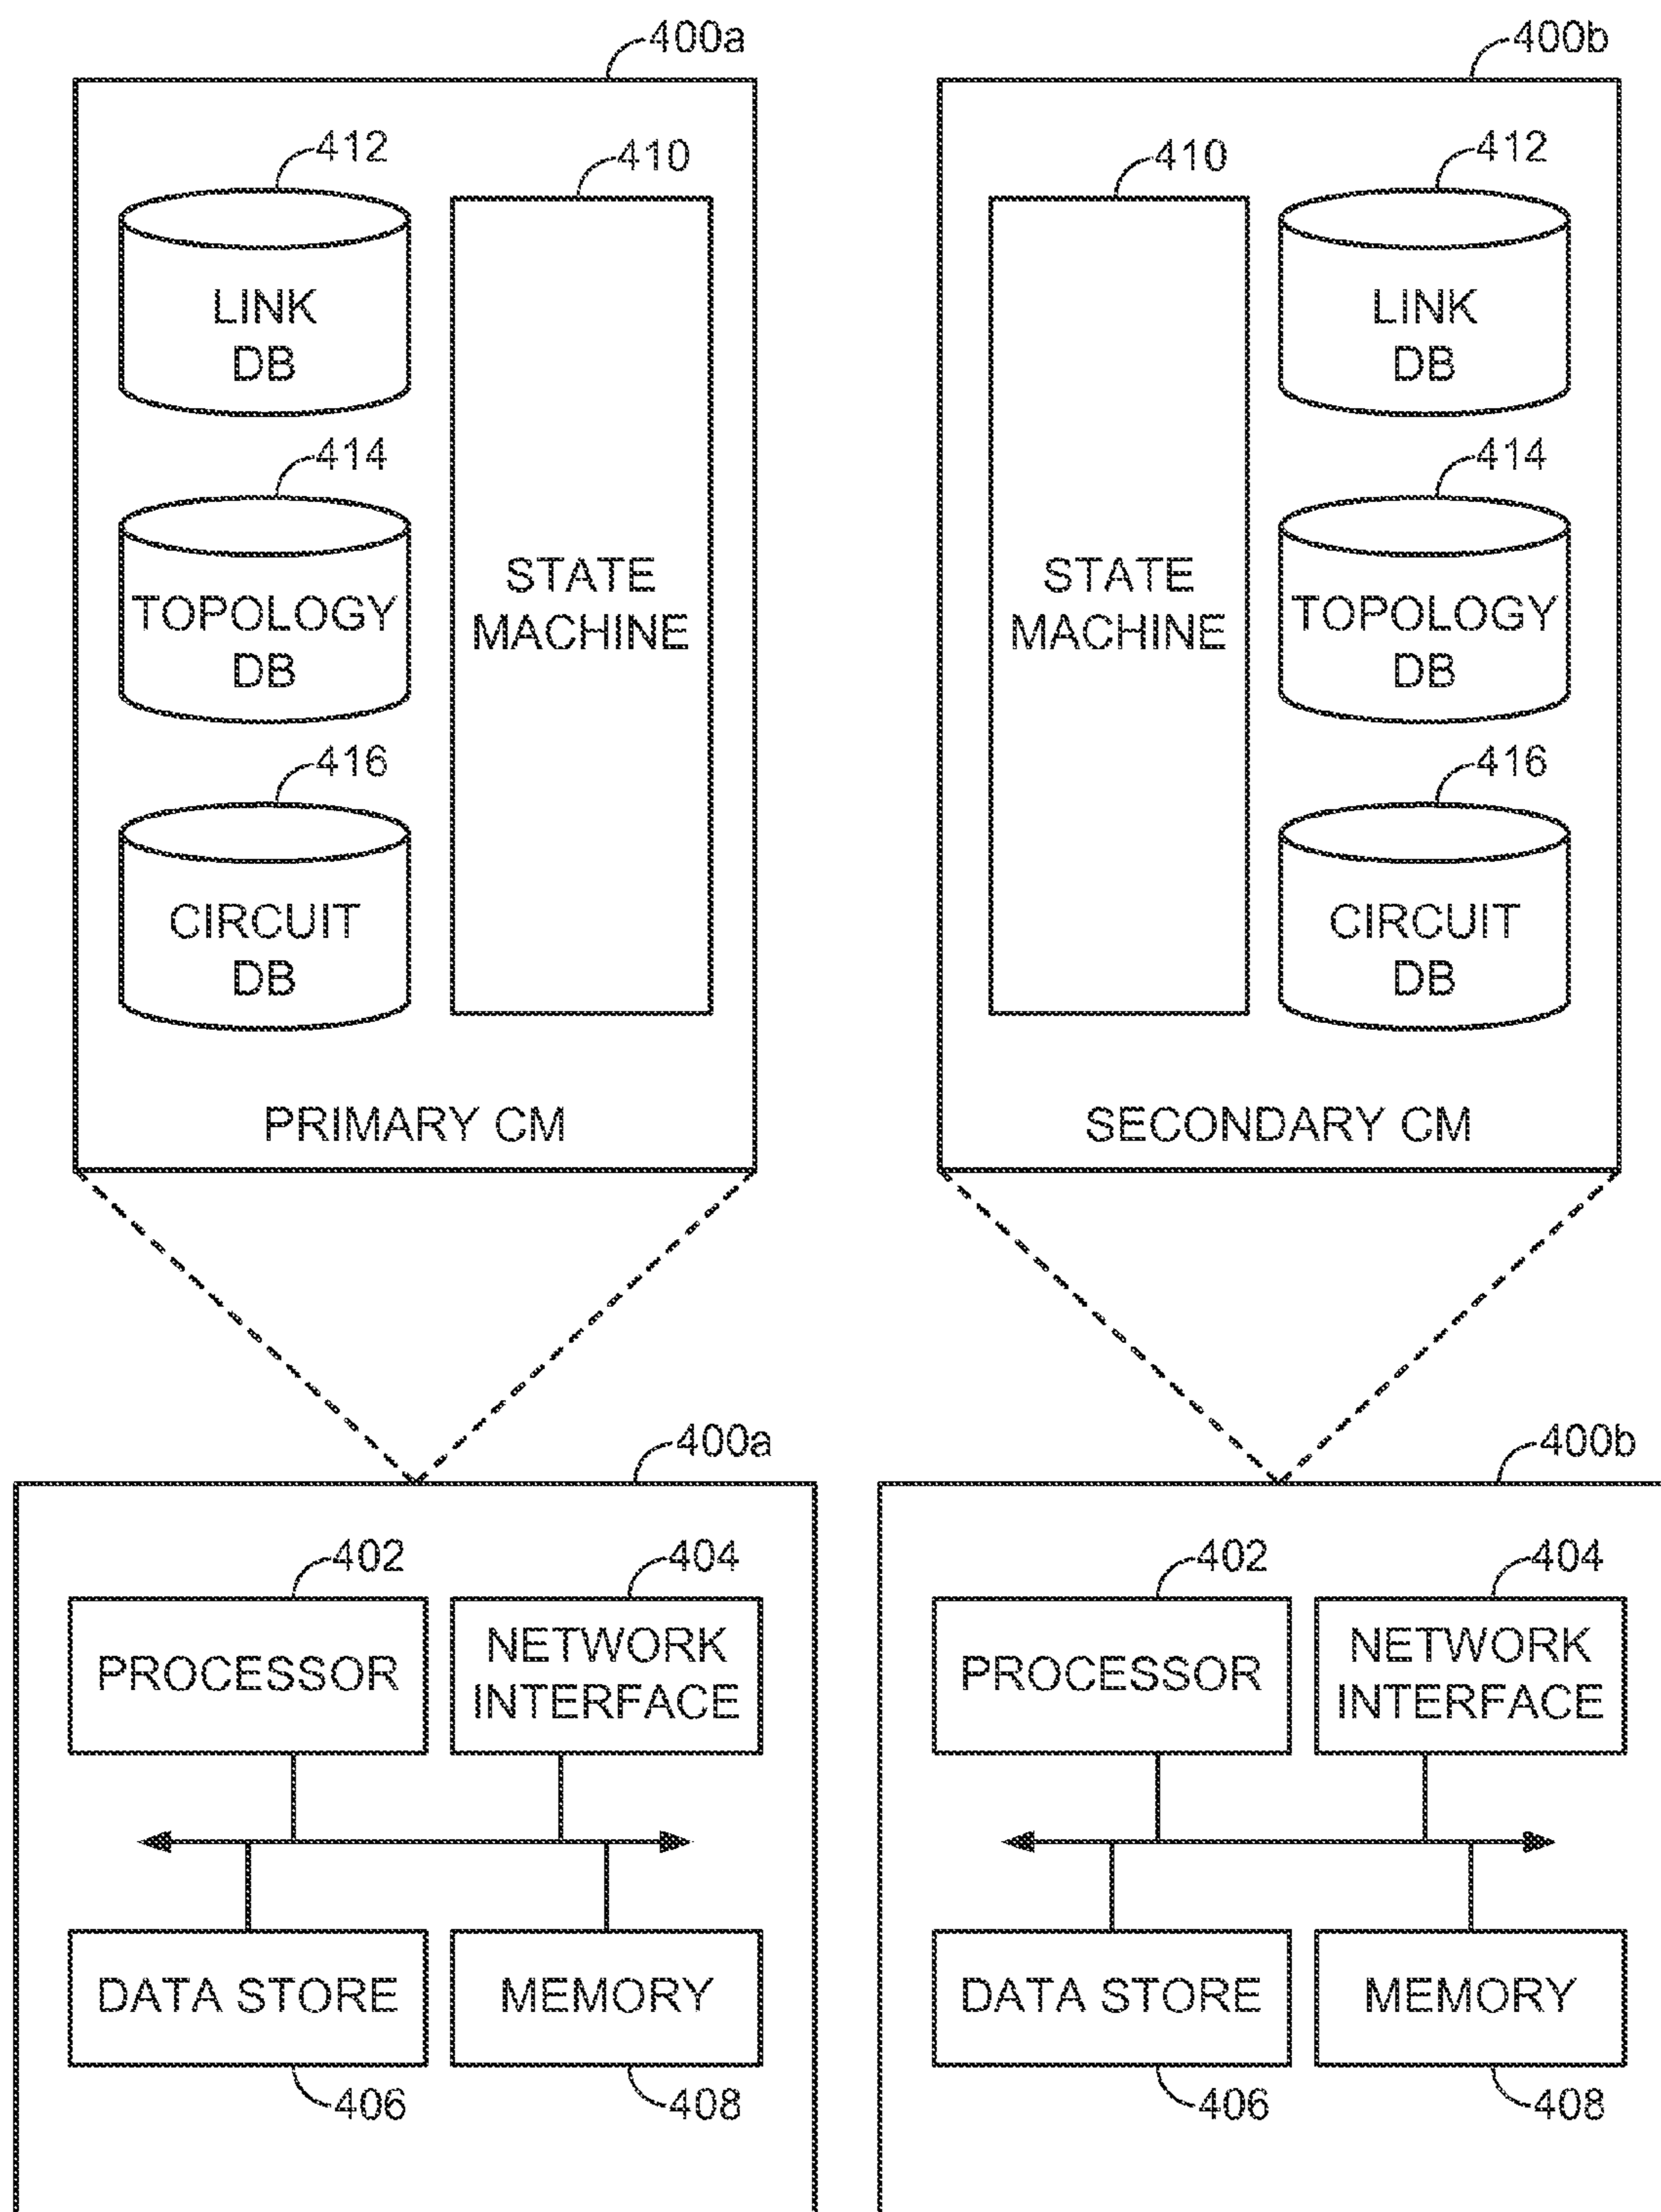 400a
412
410
LINK
DB
414
STATE
MACHINE
TOPOLOGY
DB
416
CIRCUIT
DB
PRIMARY CM
400b
410
412
LINK
DB
414
STATE
MACHINE
TOPOLOGY
DB
416
CIRCUIT
DB
SECONDARY CM
400a
402
404
PROCESSOR
NETWORK
INTERFACE
DATA STORE
MEMORY
406
408
400b
402
404
PROCESSOR
NETWORK
INTERFACE
DATA STORE
MEMORY
406
408